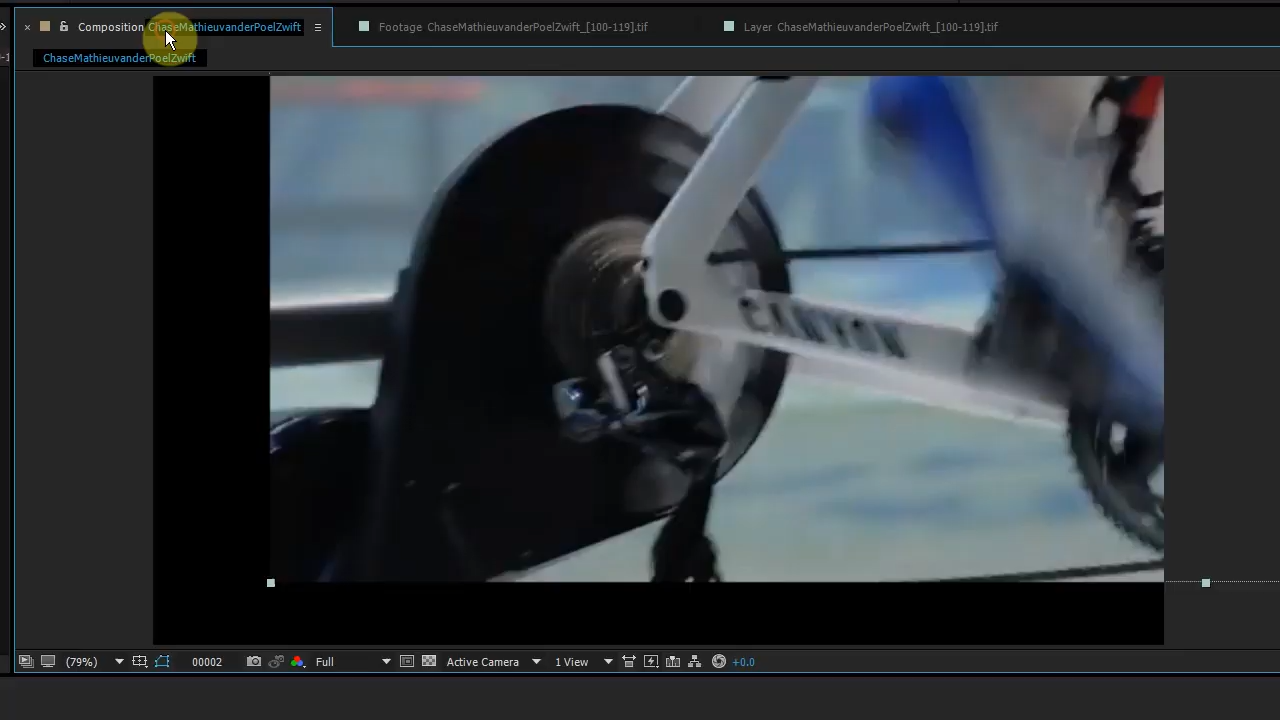 × Composition ChaseMathieuvanderPoelZwift ≡ Footage ChaseMathieuvanderPoelZwift_[100-119].tif Layer ChaseMathieuvanderPoelZwift_[100-119].tif
ChaseMathieuvanderPoelZwift
CANYON
(79%) 00002 Full Active Camera 1 View +0.0